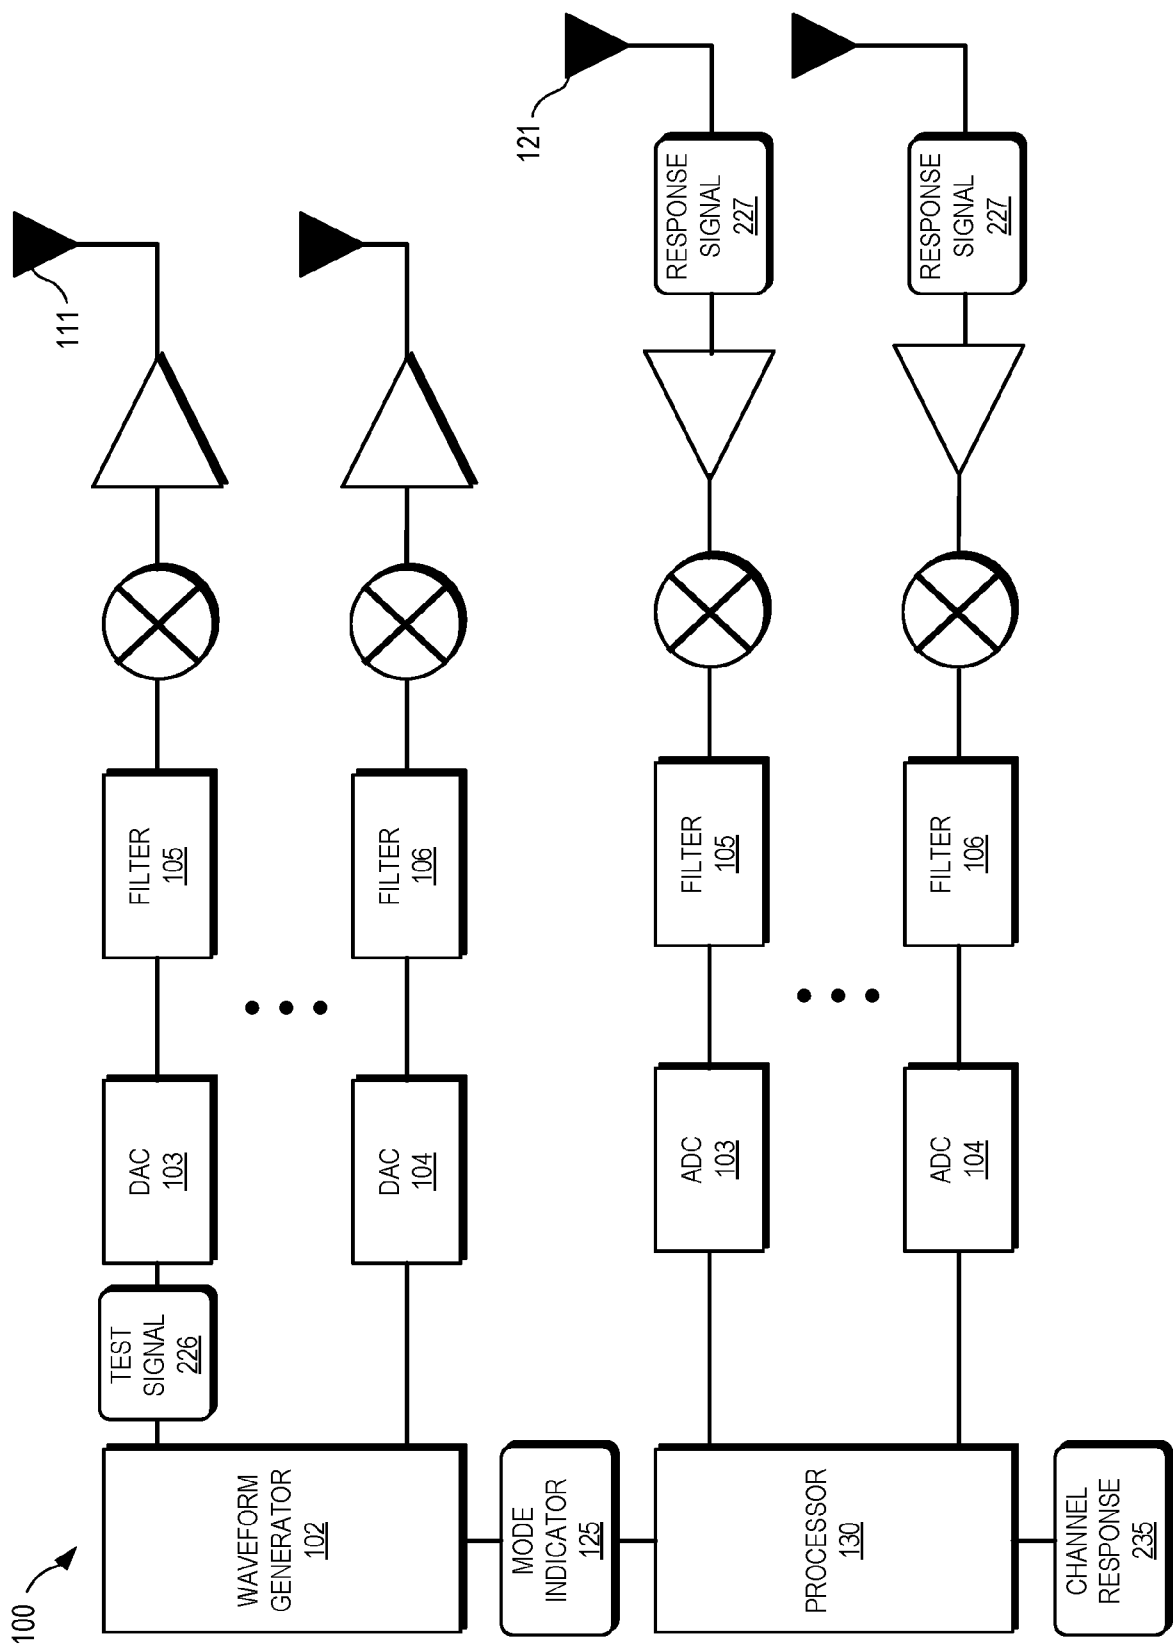 100
WAVEFORM
GENERATOR
102
TEST
SIGNAL
226
DAC
103
FILTER
105
111
DAC
104
FILTER
106
MODE
INDICATOR
125
PROCESSOR
130
ADC
103
FILTER
105
RESPONSE
SIGNAL
227
121
ADC
104
FILTER
106
RESPONSE
SIGNAL
227
CHANNEL
RESPONSE
235